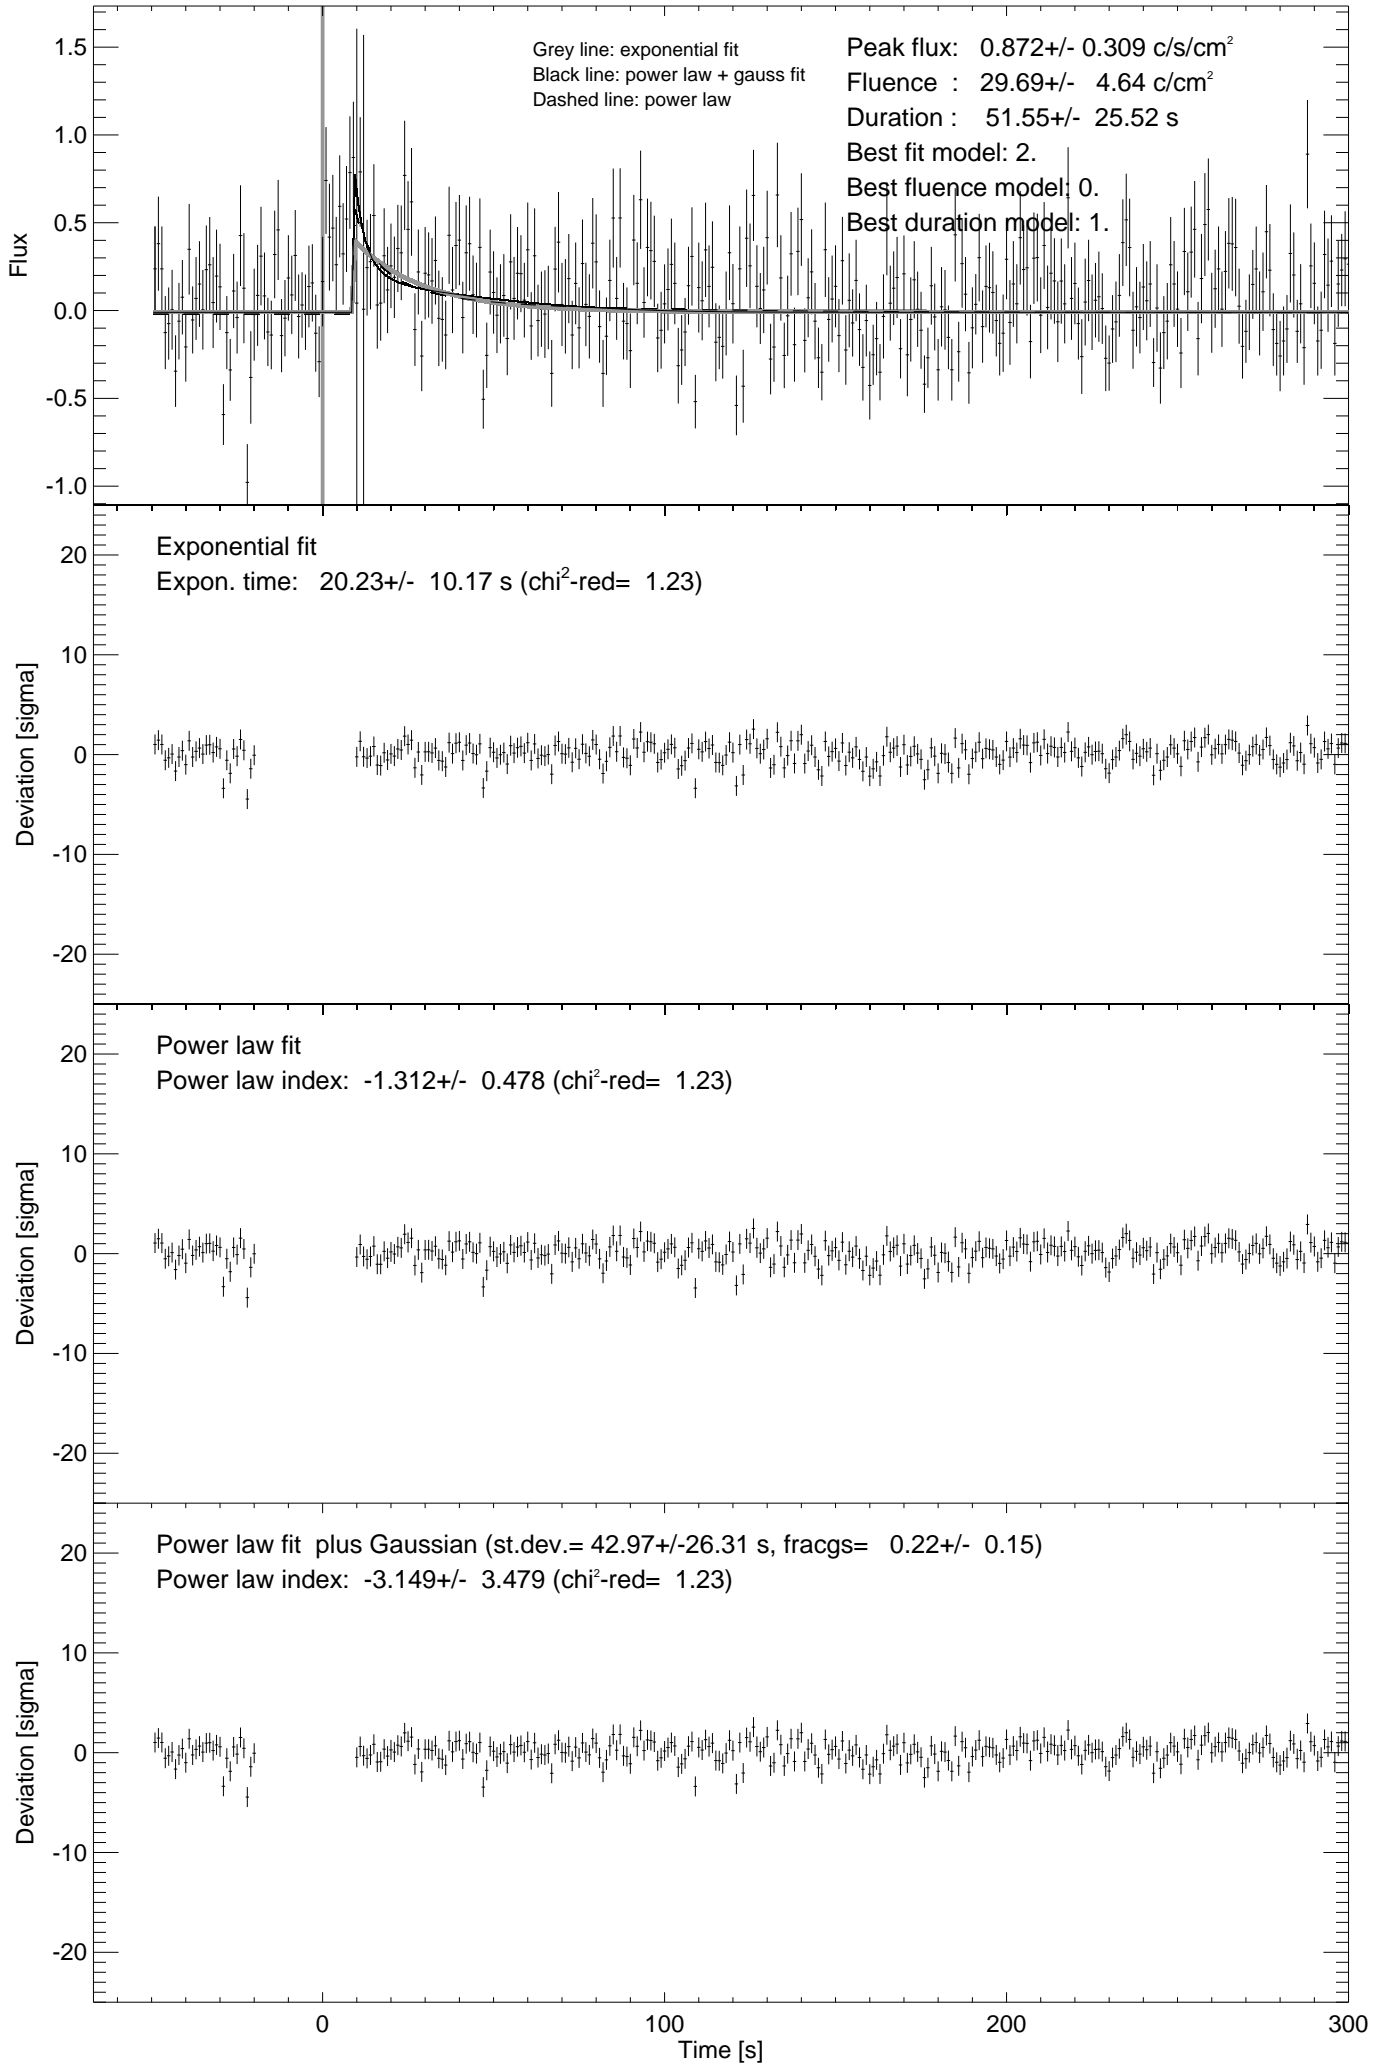 Grey line: exponential fit
Black line: power law + gauss fit
Dashed line: power law
Peak flux: 0.872+/- 0.309 c/s/cm²
Fluence : 29.69+/- 4.64 c/cm²
Duration : 51.55+/- 25.52 s
Best fit model: 2.
Best fluence model: 0.
Best duration model: 1.
Flux
1.5
1.0
0.5
0.0
-0.5
-1.0
Exponential fit
Expon. time: 20.23+/- 10.17 s (chi²-red= 1.23)
Deviation [sigma]
20
10
0
-10
-20
Power law fit
Power law index: -1.312+/- 0.478 (chi²-red= 1.23)
Deviation [sigma]
20
10
0
-10
-20
Power law fit plus Gaussian (st.dev.= 42.97+/-26.31 s, fracgs= 0.22+/- 0.15)
Power law index: -3.149+/- 3.479 (chi²-red= 1.23)
Deviation [sigma]
20
10
0
-10
-20
0 100 200 300
Time [s]